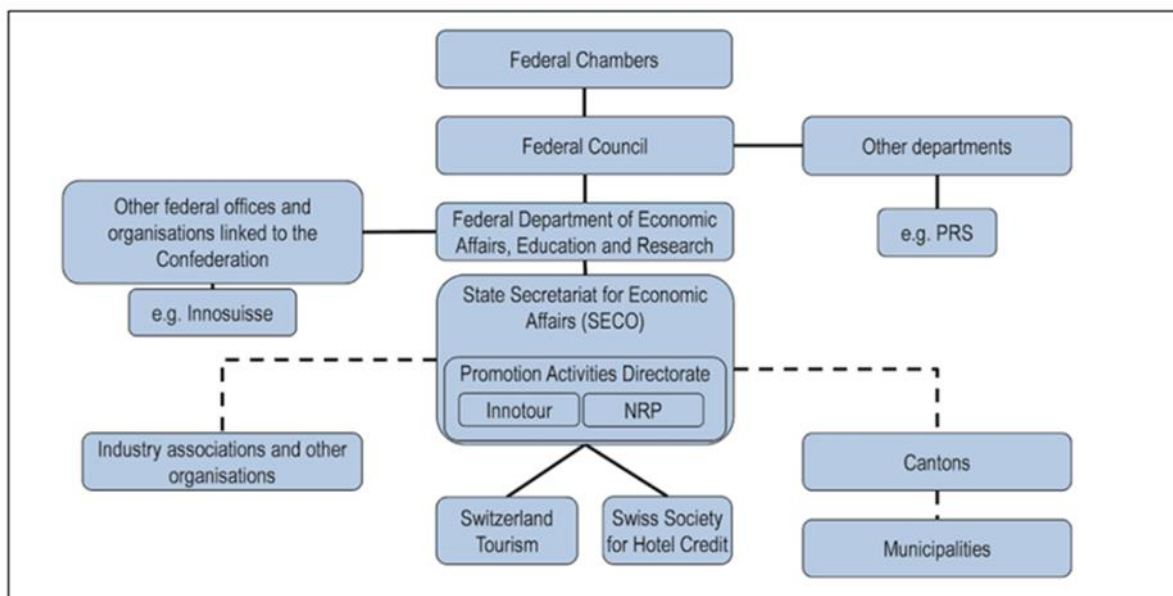 Federal Chambers
Federal Council
Other departments
Other federal offices and
organisations linked to the
Confederation
Federal Department of Economic
Affairs, Education and Research
e.g. PRS
e.g. Innosuisse
State Secretariat for Economic
Affairs (SECO)
Promotion Activities Directorate
Innotour
NRP
Industry associations and other
organisations
Cantons
Switzerland
Tourism
Swiss Society
for Hotel Credit
Municipalities